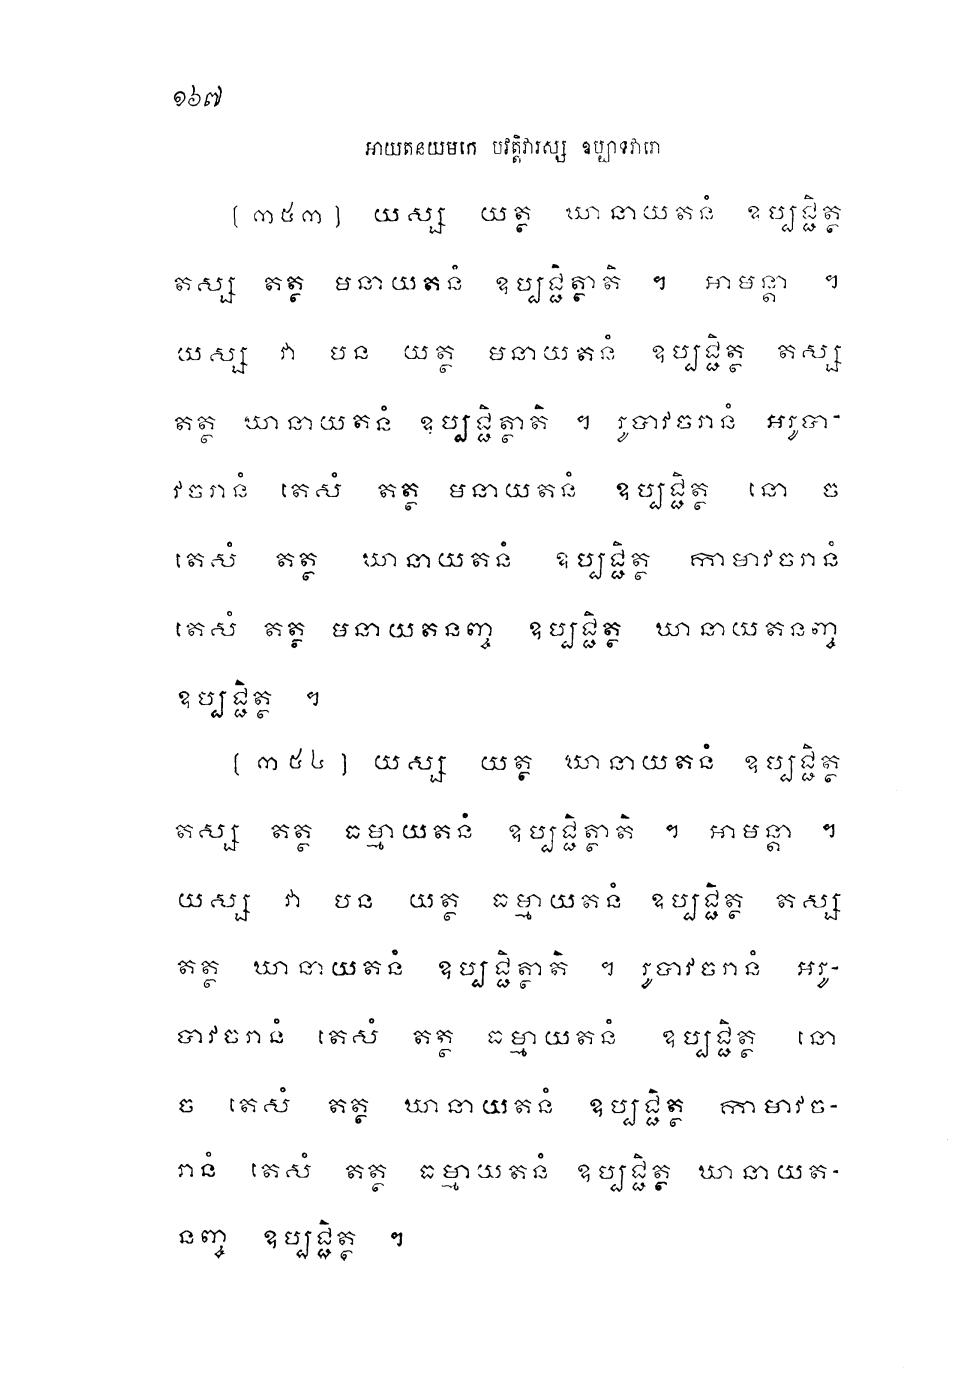 ១៦៧
អាយតនយមកេ បវត្តិវារស្ស ឧប្បាទវារោ
(៣៥៣) យស្ស យត្ថ ឃានាយតនំ ឧប្បជ្ជិត្ថ
តស្ស តត្ថ មនាយតនំ ឧប្បជ្ជិត្ថាតិ ។ អាមន្តា ។
យស្ស វា បន យត្ថ មនាយតនំ ឧប្បជ្ជិត្ថ តស្ស
តត្ថ ឃានាយតនំ ឧប្បជ្ជិត្ថាតិ ។ រូបាវចរានំ អរូបា-
វចរានំ តេសំ តត្ថ មនាយតនំ ឧប្បជ្ជិត្ថ នោ ច
តេសំ តត្ថ ឃានាយតនំ ឧប្បជ្ជិត្ថ កាមាវចរានំ
តេសំ តត្ថ មនាយតនញ្ច ឧប្បជ្ជិត្ថ ឃានាយតនញ្ច
ឧប្បជ្ជិត្ថ ។
(៣៥៤) យស្ស យត្ថ ឃានាយតនំ ឧប្បជ្ជិត្ថ
តស្ស តត្ថ ធម្មាយតនំ ឧប្បជ្ជិត្ថាតិ ។ អាមន្តា ។
យស្ស វា បន យត្ថ ធម្មាយតនំ ឧប្បជ្ជិត្ថ តស្ស
តត្ថ ឃានាយតនំ ឧប្បជ្ជិត្ថាតិ ។ រូបាវចរានំ អរូ-
បាវចរានំ តេសំ តត្ថ ធម្មាយតនំ ឧប្បជ្ជិត្ថ នោ
ច តេសំ តត្ថ ឃានាយតនំ ឧប្បជ្ជិត្ថ កាមាវច-
រានំ តេសំ តត្ថ ធម្មាយតនំ ឧប្បជ្ជិត្ថ ឃានាយត-
នញ្ច ឧប្បជ្ជិត្ថ ។